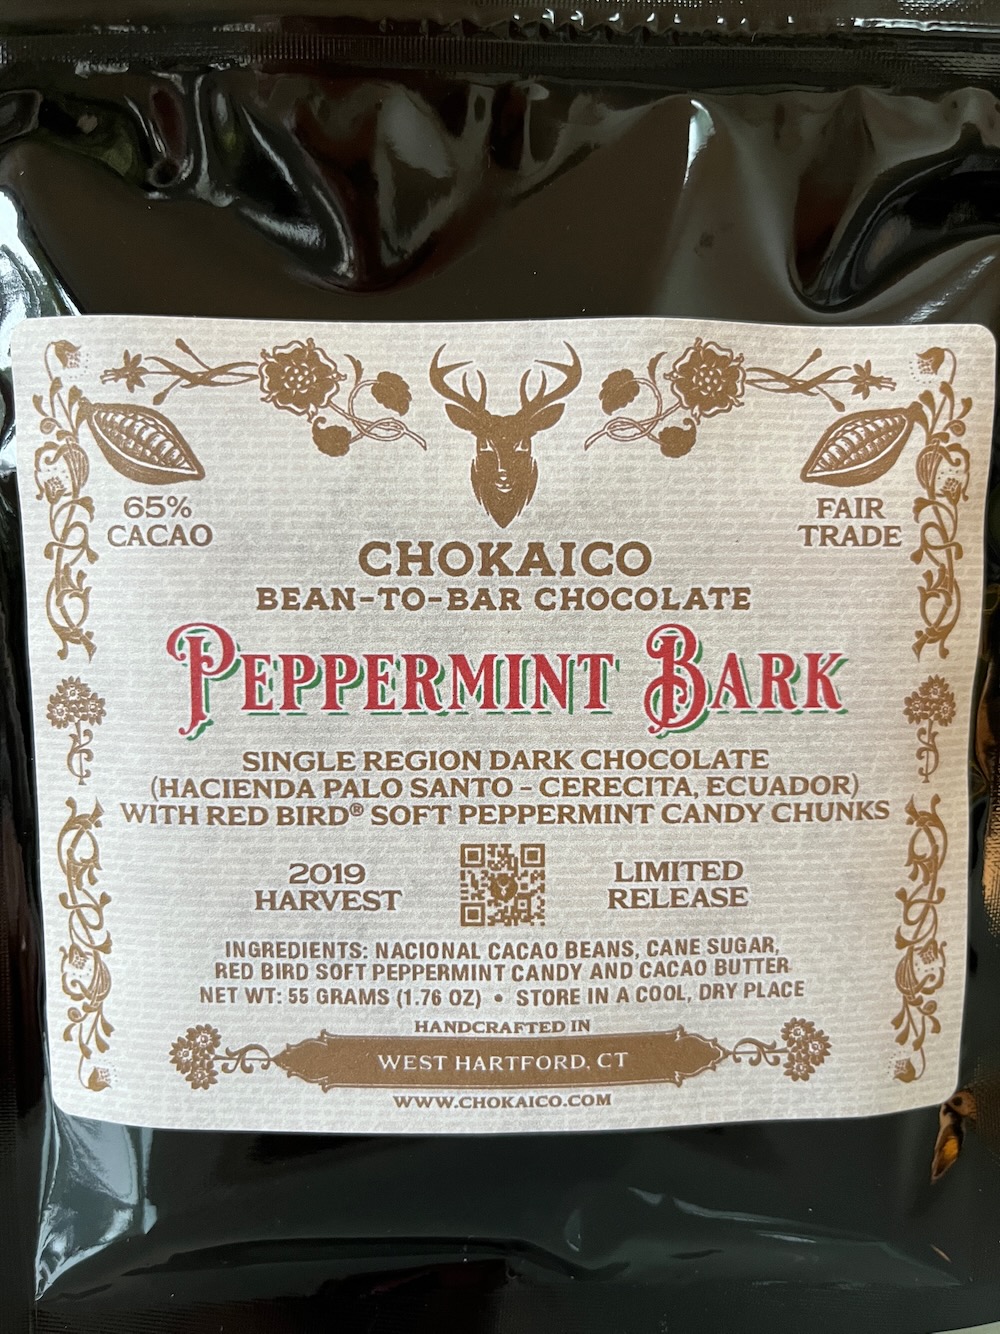 65%
CACAO
FAIR
TRADE
CHOKAICO
BEAN-TO-BAR CHOCOLATE
PEPPERMINT BARK
SINGLE REGION DARK CHOCOLATE
(HACIENDA PALO SANTO - CERECITA, ECUADOR)
WITH RED BIRD® SOFT PEPPERMINT CANDY CHUNKS
2019
HARVEST
LIMITED
RELEASE
INGREDIENTS: NACIONAL CACAO BEANS, CANE SUGAR,
RED BIRD SOFT PEPPERMINT CANDY AND CACAO BUTTER
NET WT: 55 GRAMS (1.76 OZ) • STORE IN A COOL, DRY PLACE
HANDCRAFTED IN
WEST HARTFORD, CT
WWW.CHOKAICO.COM